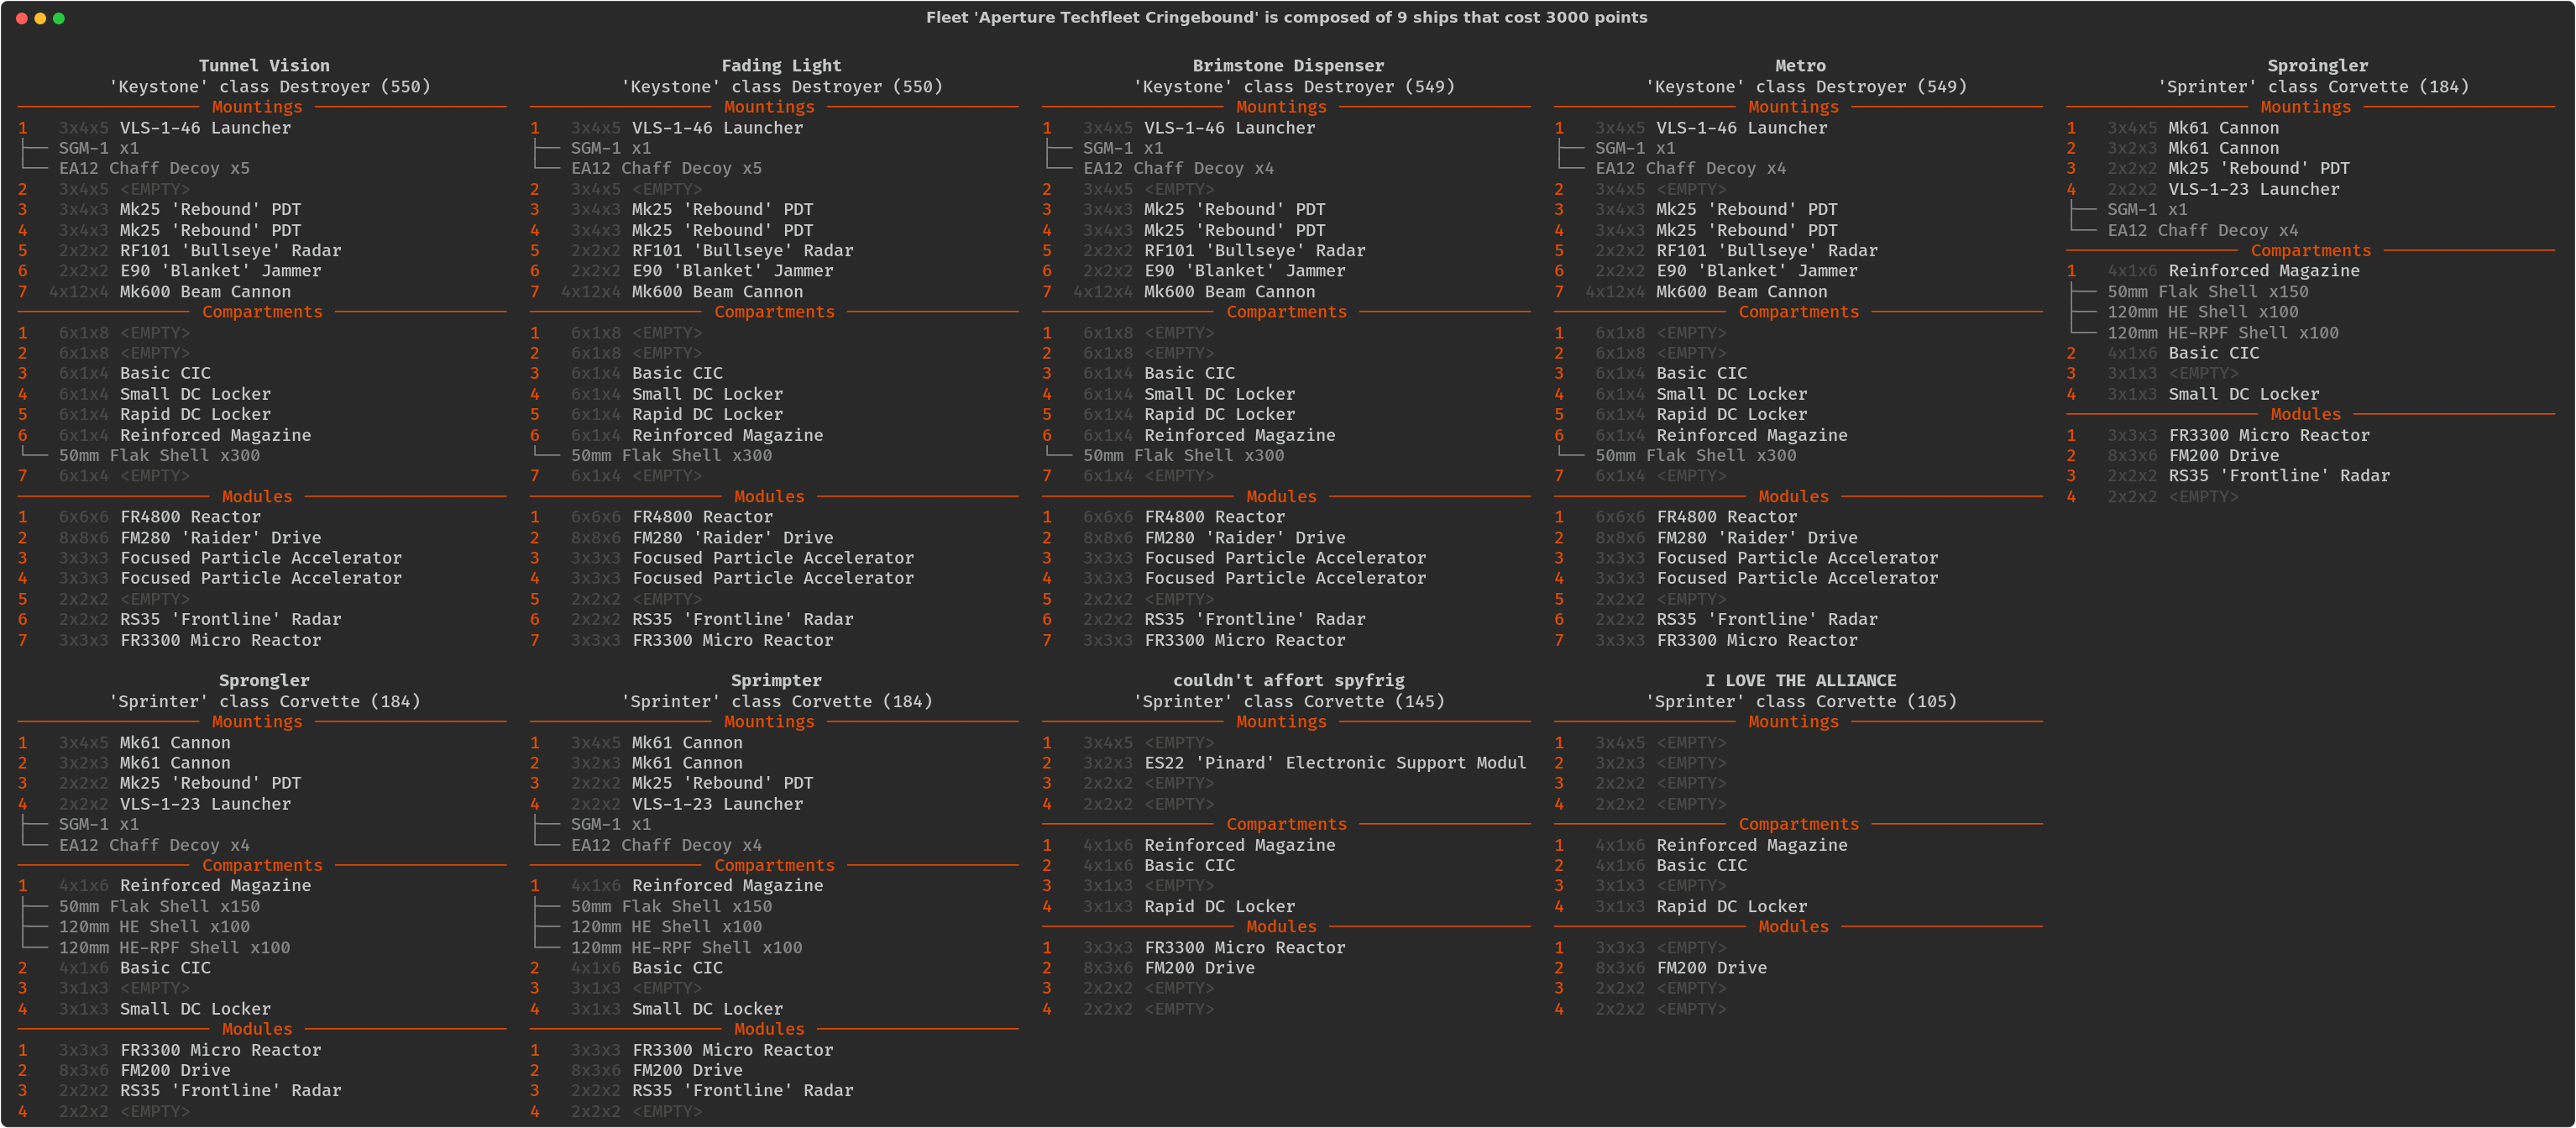 Fleet 'Aperture Techfleet Cringebound' is composed of 9 ships that cost 3000 points
Tunnel Vision
'Keystone' class Destroyer (550)
Mountings
1 3x4x5 VLS-1-46 Launcher
├── SGM-1 x1
└── EA12 Chaff Decoy x5
2 3x4x5 <EMPTY>
3 3x4x3 Mk25 'Rebound' PDT
4 3x4x3 Mk25 'Rebound' PDT
5 2x2x2 RF101 'Bullseye' Radar
6 2x2x2 E90 'Blanket' Jammer
7 4x12x4 Mk600 Beam Cannon
Compartments
1 6x1x8 <EMPTY>
2 6x1x8 <EMPTY>
3 6x1x4 Basic CIC
4 6x1x4 Small DC Locker
5 6x1x4 Rapid DC Locker
6 6x1x4 Reinforced Magazine
└── 50mm Flak Shell x300
7 6x1x4 <EMPTY>
Modules
1 6x6x6 FR4800 Reactor
2 8x8x6 FM280 'Raider' Drive
3 3x3x3 Focused Particle Accelerator
4 3x3x3 Focused Particle Accelerator
5 2x2x2 <EMPTY>
6 2x2x2 RS35 'Frontline' Radar
7 3x3x3 FR3300 Micro Reactor
Fading Light
'Keystone' class Destroyer (550)
Mountings
1 3x4x5 VLS-1-46 Launcher
├── SGM-1 x1
└── EA12 Chaff Decoy x5
2 3x4x5 <EMPTY>
3 3x4x3 Mk25 'Rebound' PDT
4 3x4x3 Mk25 'Rebound' PDT
5 2x2x2 RF101 'Bullseye' Radar
6 2x2x2 E90 'Blanket' Jammer
7 4x12x4 Mk600 Beam Cannon
Compartments
1 6x1x8 <EMPTY>
2 6x1x8 <EMPTY>
3 6x1x4 Basic CIC
4 6x1x4 Small DC Locker
5 6x1x4 Rapid DC Locker
6 6x1x4 Reinforced Magazine
└── 50mm Flak Shell x300
7 6x1x4 <EMPTY>
Modules
1 6x6x6 FR4800 Reactor
2 8x8x6 FM280 'Raider' Drive
3 3x3x3 Focused Particle Accelerator
4 3x3x3 Focused Particle Accelerator
5 2x2x2 <EMPTY>
6 2x2x2 RS35 'Frontline' Radar
7 3x3x3 FR3300 Micro Reactor
Brimstone Dispenser
'Keystone' class Destroyer (549)
Mountings
1 3x4x5 VLS-1-46 Launcher
├── SGM-1 x1
└── EA12 Chaff Decoy x4
2 3x4x5 <EMPTY>
3 3x4x3 Mk25 'Rebound' PDT
4 3x4x3 Mk25 'Rebound' PDT
5 2x2x2 RF101 'Bullseye' Radar
6 2x2x2 E90 'Blanket' Jammer
7 4x12x4 Mk600 Beam Cannon
Compartments
1 6x1x8 <EMPTY>
2 6x1x8 <EMPTY>
3 6x1x4 Basic CIC
4 6x1x4 Small DC Locker
5 6x1x4 Rapid DC Locker
6 6x1x4 Reinforced Magazine
└── 50mm Flak Shell x300
7 6x1x4 <EMPTY>
Modules
1 6x6x6 FR4800 Reactor
2 8x8x6 FM280 'Raider' Drive
3 3x3x3 Focused Particle Accelerator
4 3x3x3 Focused Particle Accelerator
5 2x2x2 <EMPTY>
6 2x2x2 RS35 'Frontline' Radar
7 3x3x3 FR3300 Micro Reactor
Metro
'Keystone' class Destroyer (549)
Mountings
1 3x4x5 VLS-1-46 Launcher
├── SGM-1 x1
└── EA12 Chaff Decoy x4
2 3x4x5 <EMPTY>
3 3x4x3 Mk25 'Rebound' PDT
4 3x4x3 Mk25 'Rebound' PDT
5 2x2x2 RF101 'Bullseye' Radar
6 2x2x2 E90 'Blanket' Jammer
7 4x12x4 Mk600 Beam Cannon
Compartments
1 6x1x8 <EMPTY>
2 6x1x8 <EMPTY>
3 6x1x4 Basic CIC
4 6x1x4 Small DC Locker
5 6x1x4 Rapid DC Locker
6 6x1x4 Reinforced Magazine
└── 50mm Flak Shell x300
7 6x1x4 <EMPTY>
Modules
1 6x6x6 FR4800 Reactor
2 8x8x6 FM280 'Raider' Drive
3 3x3x3 Focused Particle Accelerator
4 3x3x3 Focused Particle Accelerator
5 2x2x2 <EMPTY>
6 2x2x2 RS35 'Frontline' Radar
7 3x3x3 FR3300 Micro Reactor
Sproingler
'Sprinter' class Corvette (184)
Mountings
1 3x4x5 Mk61 Cannon
2 3x2x3 Mk61 Cannon
3 2x2x2 Mk25 'Rebound' PDT
4 2x2x2 VLS-1-23 Launcher
├── SGM-1 x1
└── EA12 Chaff Decoy x4
Compartments
1 4x1x6 Reinforced Magazine
├── 50mm Flak Shell x150
├── 120mm HE Shell x100
└── 120mm HE-RPF Shell x100
2 4x1x6 Basic CIC
3 3x1x3 <EMPTY>
4 3x1x3 Small DC Locker
Modules
1 3x3x3 FR3300 Micro Reactor
2 8x3x6 FM200 Drive
3 2x2x2 RS35 'Frontline' Radar
4 2x2x2 <EMPTY>
Sprongler
'Sprinter' class Corvette (184)
Mountings
1 3x4x5 Mk61 Cannon
2 3x2x3 Mk61 Cannon
3 2x2x2 Mk25 'Rebound' PDT
4 2x2x2 VLS-1-23 Launcher
├── SGM-1 x1
└── EA12 Chaff Decoy x4
Compartments
1 4x1x6 Reinforced Magazine
├── 50mm Flak Shell x150
├── 120mm HE Shell x100
└── 120mm HE-RPF Shell x100
2 4x1x6 Basic CIC
3 3x1x3 <EMPTY>
4 3x1x3 Small DC Locker
Modules
1 3x3x3 FR3300 Micro Reactor
2 8x3x6 FM200 Drive
3 2x2x2 RS35 'Frontline' Radar
4 2x2x2 <EMPTY>
Sprimpter
'Sprinter' class Corvette (184)
Mountings
1 3x4x5 Mk61 Cannon
2 3x2x3 Mk61 Cannon
3 2x2x2 Mk25 'Rebound' PDT
4 2x2x2 VLS-1-23 Launcher
├── SGM-1 x1
└── EA12 Chaff Decoy x4
Compartments
1 4x1x6 Reinforced Magazine
├── 50mm Flak Shell x150
├── 120mm HE Shell x100
└── 120mm HE-RPF Shell x100
2 4x1x6 Basic CIC
3 3x1x3 <EMPTY>
4 3x1x3 Small DC Locker
Modules
1 3x3x3 FR3300 Micro Reactor
2 8x3x6 FM200 Drive
3 2x2x2 RS35 'Frontline' Radar
4 2x2x2 <EMPTY>
couldn't affort spyfrig
'Sprinter' class Corvette (145)
Mountings
1 3x4x5 <EMPTY>
2 3x2x3 ES22 'Pinard' Electronic Support Modul
3 2x2x2 <EMPTY>
4 2x2x2 <EMPTY>
Compartments
1 4x1x6 Reinforced Magazine
2 4x1x6 Basic CIC
3 3x1x3 <EMPTY>
4 3x1x3 Rapid DC Locker
Modules
1 3x3x3 FR3300 Micro Reactor
2 8x3x6 FM200 Drive
3 2x2x2 <EMPTY>
4 2x2x2 <EMPTY>
I LOVE THE ALLIANCE
'Sprinter' class Corvette (105)
Mountings
1 3x4x5 <EMPTY>
2 3x2x3 <EMPTY>
3 2x2x2 <EMPTY>
4 2x2x2 <EMPTY>
Compartments
1 4x1x6 Reinforced Magazine
2 4x1x6 Basic CIC
3 3x1x3 <EMPTY>
4 3x1x3 Rapid DC Locker
Modules
1 3x3x3 <EMPTY>
2 8x3x6 FM200 Drive
3 2x2x2 <EMPTY>
4 2x2x2 <EMPTY>